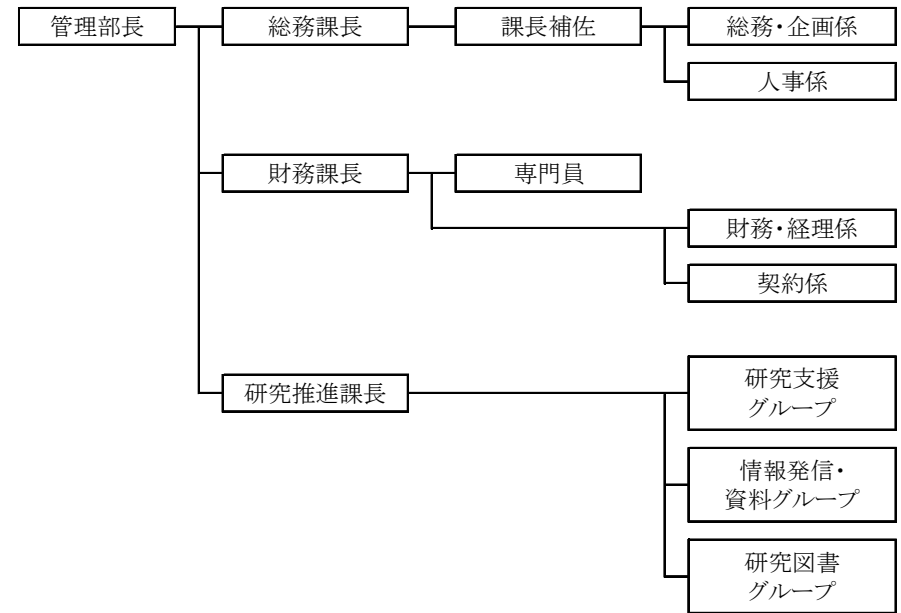 管理部長
総務課長
課長補佐
総務・企画係
人事係
財務課長
専門員
財務・経理係
契約係
研究推進課長
研究支援
グループ
情報発信・
資料グループ
研究図書
グループ